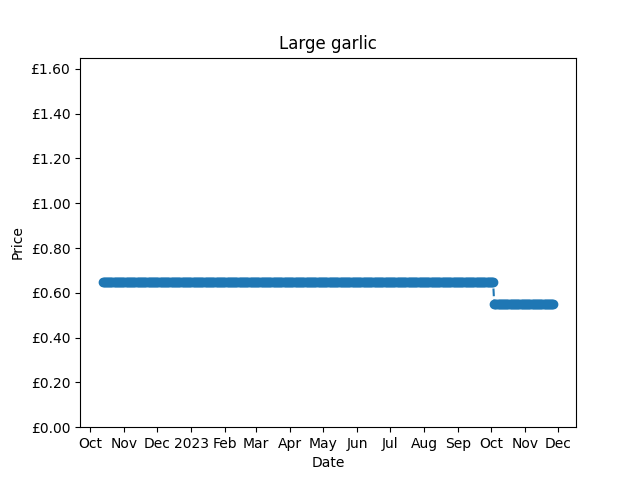 Large garlic
£1.60
£1.40
£1.20
£1.00
£0.80
£0.60
£0.40
£0.20
£0.00
Price
Oct Nov Dec 2023 Feb Mar Apr May Jun Jul Aug Sep Oct Nov Dec
Date